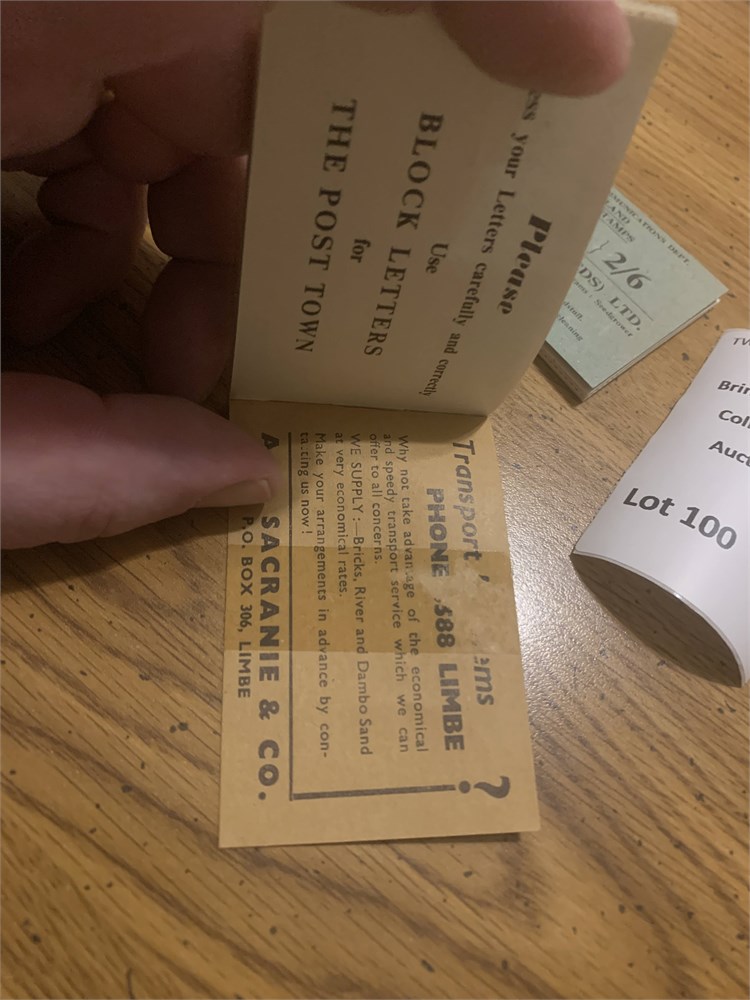 Please
your Letters carefully and correctly
Use
BLOCK LETTERS
for
THE POST TOWN
Transport
?
PHONE 588 LIMBE
Why not take advantage of the economical
and speedy transport service which we can
offer to all concerns.
WE SUPPLY :—Bricks, River and Dambo Sand
at very economical rates.
Make your arrangements in advance by con-
tacting us now !
A SACRANIE & CO.
P.O. BOX 306, LIMBE
DEPT.
2/6
LTD.
Lot 100